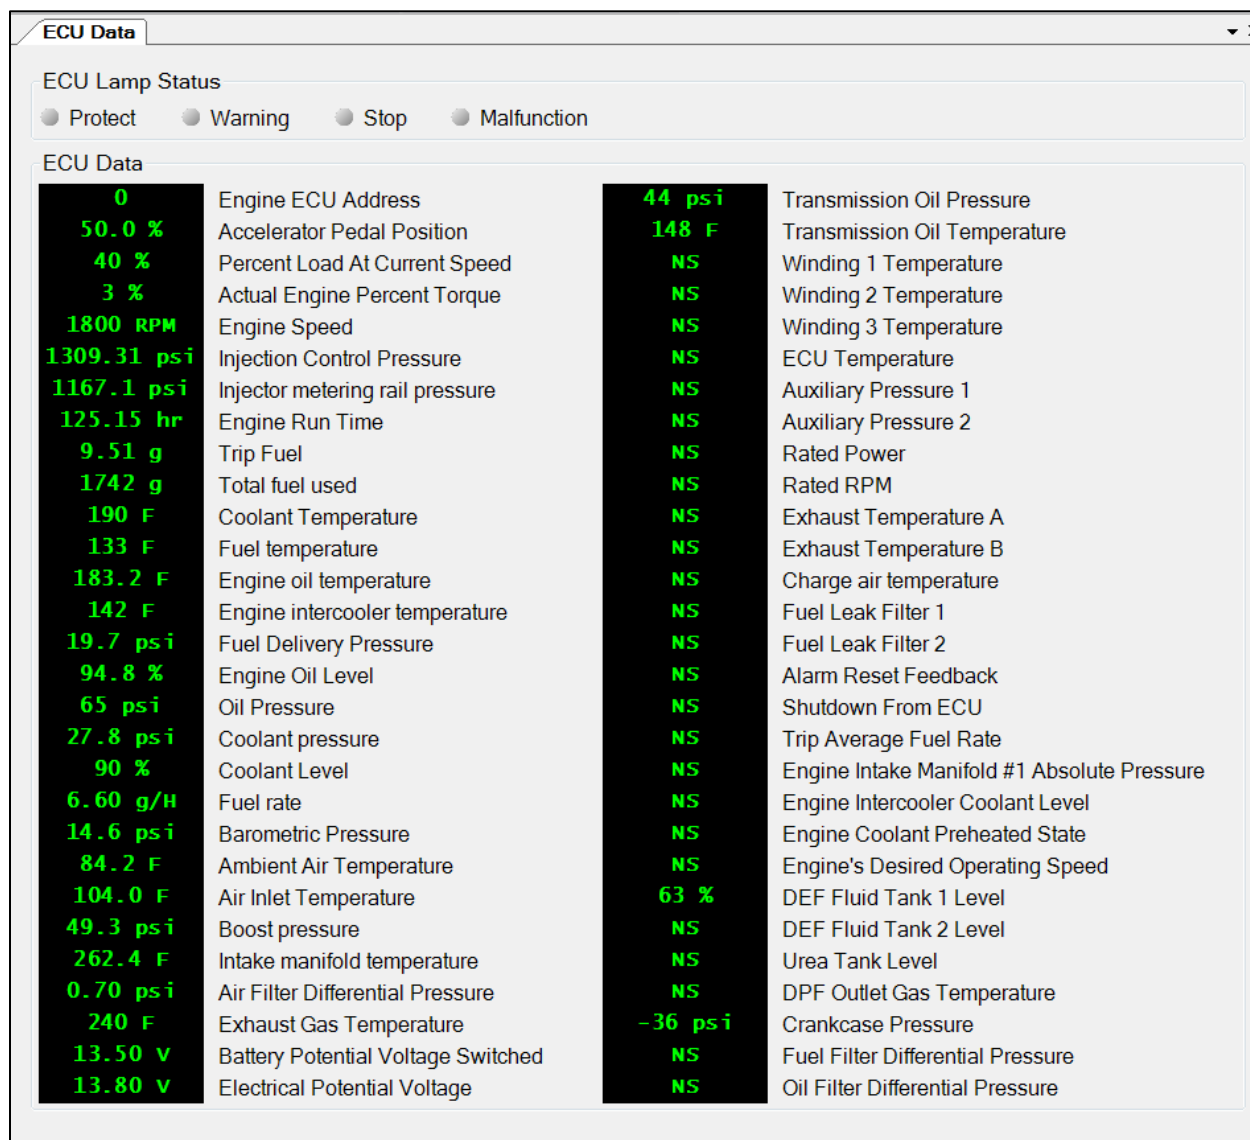 ECU Data
ECU Lamp Status
Protect Warning Stop Malfunction
ECU Data
0 Engine ECU Address 44 psi Transmission Oil Pressure
50.0 % Accelerator Pedal Position 148 F Transmission Oil Temperature
40 % Percent Load At Current Speed NS Winding 1 Temperature
3 % Actual Engine Percent Torque NS Winding 2 Temperature
1800 RPM Engine Speed NS Winding 3 Temperature
1309.31 psi Injection Control Pressure NS ECU Temperature
1167.1 psi Injector metering rail pressure NS Auxiliary Pressure 1
125.15 hr Engine Run Time NS Auxiliary Pressure 2
9.51 g Trip Fuel NS Rated Power
1742 g Total fuel used NS Rated RPM
190 F Coolant Temperature NS Exhaust Temperature A
133 F Fuel temperature NS Exhaust Temperature B
183.2 F Engine oil temperature NS Charge air temperature
142 F Engine intercooler temperature NS Fuel Leak Filter 1
19.7 psi Fuel Delivery Pressure NS Fuel Leak Filter 2
94.8 % Engine Oil Level NS Alarm Reset Feedback
65 psi Oil Pressure NS Shutdown From ECU
27.8 psi Coolant pressure NS Trip Average Fuel Rate
90 % Coolant Level NS Engine Intake Manifold #1 Absolute Pressure
6.60 g/H Fuel rate NS Engine Intercooler Coolant Level
14.6 psi Barometric Pressure NS Engine Coolant Preheated State
84.2 F Ambient Air Temperature NS Engine's Desired Operating Speed
104.0 F Air Inlet Temperature 63 % DEF Fluid Tank 1 Level
49.3 psi Boost pressure NS DEF Fluid Tank 2 Level
262.4 F Intake manifold temperature NS Urea Tank Level
0.70 psi Air Filter Differential Pressure NS DPF Outlet Gas Temperature
240 F Exhaust Gas Temperature -36 psi Crankcase Pressure
13.50 V Battery Potential Voltage Switched NS Fuel Filter Differential Pressure
13.80 V Electrical Potential Voltage NS Oil Filter Differential Pressure